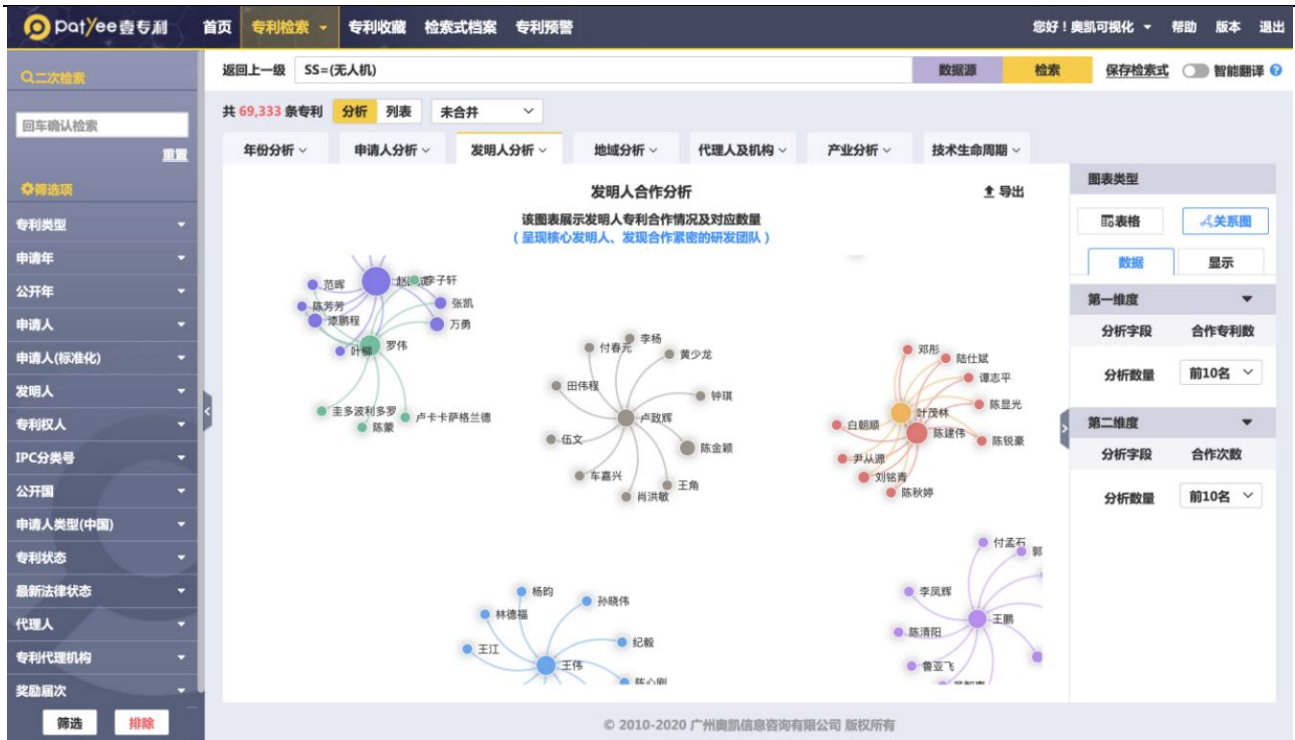 patyee壹专利 首页 专利检索 专利收藏 检索式档案 专利预警 您好！奥凯可视化 帮助 版本 退出
二次检索
回车确认检索
重置
筛选项
专利类型
申请年
公开年
申请人
申请人(标准化)
发明人
专利权人
IPC分类号
公开国
申请人类型(中国)
专利状态
最新法律状态
代理人
专利代理机构
奖励届次
筛选 排除
返回上一级 SS=(无人机) 数据源 检索 保存检索式 智能翻译
共 69,333 条专利 分析 列表 未合并
年份分析 申请人分析 发明人分析 地域分析 代理人及机构 产业分析 技术生命周期
发明人合作分析
导出
该图表展示发明人专利合作情况及对应数量
（ 呈现核心发明人、发现合作紧密的研发团队 ）
范晖
李子轩
陈芳芳
张凯
漆鹏程
万勇
叶柳
罗伟
圭多波利多罗
卢卡卡萨格兰德
陈蒙
李杨
付春元
黄少龙
田伟程
钟琪
卢政辉
伍文
陈金颖
车嘉兴
王角
肖洪敏
邓彤
陆仕斌
谭志平
陈显光
叶茂林
白朝顺
陈建伟
陈锐豪
尹从源
刘铭青
陈秋婷
杨昀
孙晓伟
林德福
纪毅
王江
王伟
陈心刚
付孟石
郭
李凤辉
王鹏
陈清阳
鲁亚飞
图表类型
表格 关系图
数据 显示
第一维度
分析字段 合作专利数
分析数量 前10名
第二维度
分析字段 合作次数
分析数量 前10名
© 2010-2020 广州奥凯信息咨询有限公司 版权所有